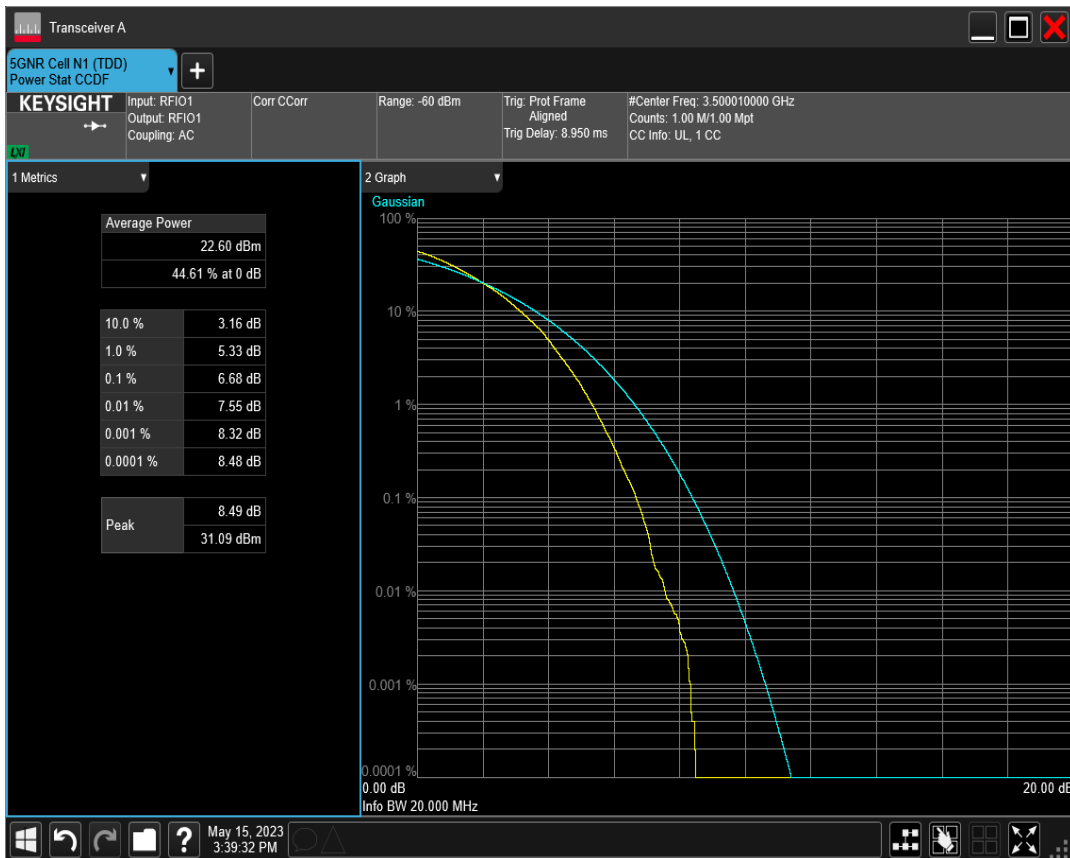 Transceiver A
5GNR Cell N1 (TDD)
Power Stat CCDF
KEYSIGHT
LXI
Input: RFIO1
Output: RFIO1
Coupling: AC
Corr CCorr
Range: -60 dBm
Trig: Prot Frame
Aligned
Trig Delay: 8.950 ms
#Center Freq: 3.500010000 GHz
Counts: 1.00 M/1.00 Mpt
CC Info: UL, 1 CC
1 Metrics
Average Power
22.60 dBm
44.61 % at 0 dB
10.0 % 3.16 dB
1.0 % 5.33 dB
0.1 % 6.68 dB
0.01 % 7.55 dB
0.001 % 8.32 dB
0.0001 % 8.48 dB
Peak
8.49 dB
31.09 dBm
2 Graph
Gaussian
100 %
10 %
1 %
0.1 %
0.01 %
0.001 %
0.0001 %
0.00 dB
20.00 dB
Info BW 20.000 MHz
?
May 15, 2023
3:39:32 PM